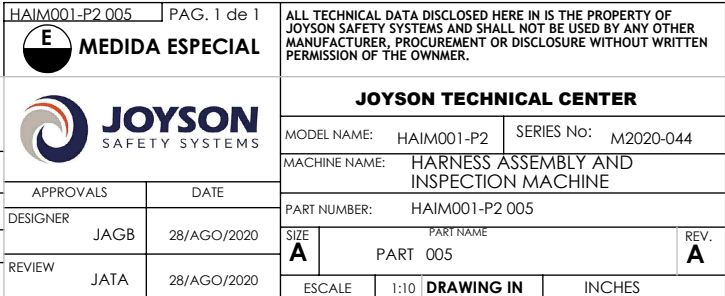 HAIM001-P2 005
PAG. 1 de 1
E
MEDIDA ESPECIAL
ALL TECHNICAL DATA DISCLOSED HERE IN IS THE PROPERTY OF
JOYSON SAFETY SYSTEMS AND SHALL NOT BE USED BY ANY OTHER
MANUFACTURER, PROCUREMENT OR DISCLOSURE WITHOUT WRITTEN
PERMISSION OF THE OWNMER.
JOYSON
SAFETY SYSTEMS
JOYSON TECHNICAL CENTER
MODEL NAME: HAIM001-P2
SERIES No: M2020-044
MACHINE NAME: HARNESS ASSEMBLY AND
INSPECTION MACHINE
PART NUMBER: HAIM001-P2 005
APPROVALS
DATE
DESIGNER
JAGB
28/AGO/2020
REVIEW
JATA
28/AGO/2020
SIZE
A
PART NAME
PART 005
REV.
A
ESCALE
1:10
DRAWING IN
INCHES